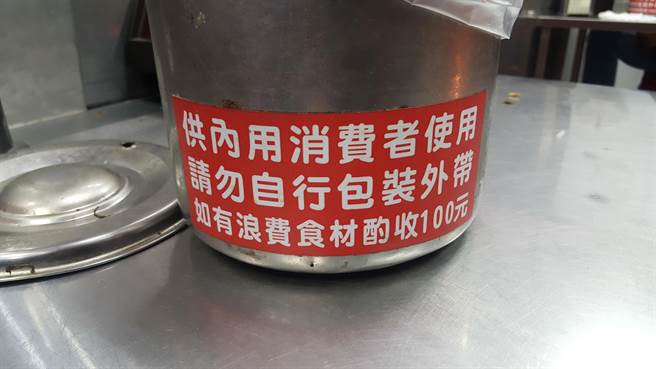 供內用消費者使用
請勿自行包裝外帶
如有浪費食材酌收100元